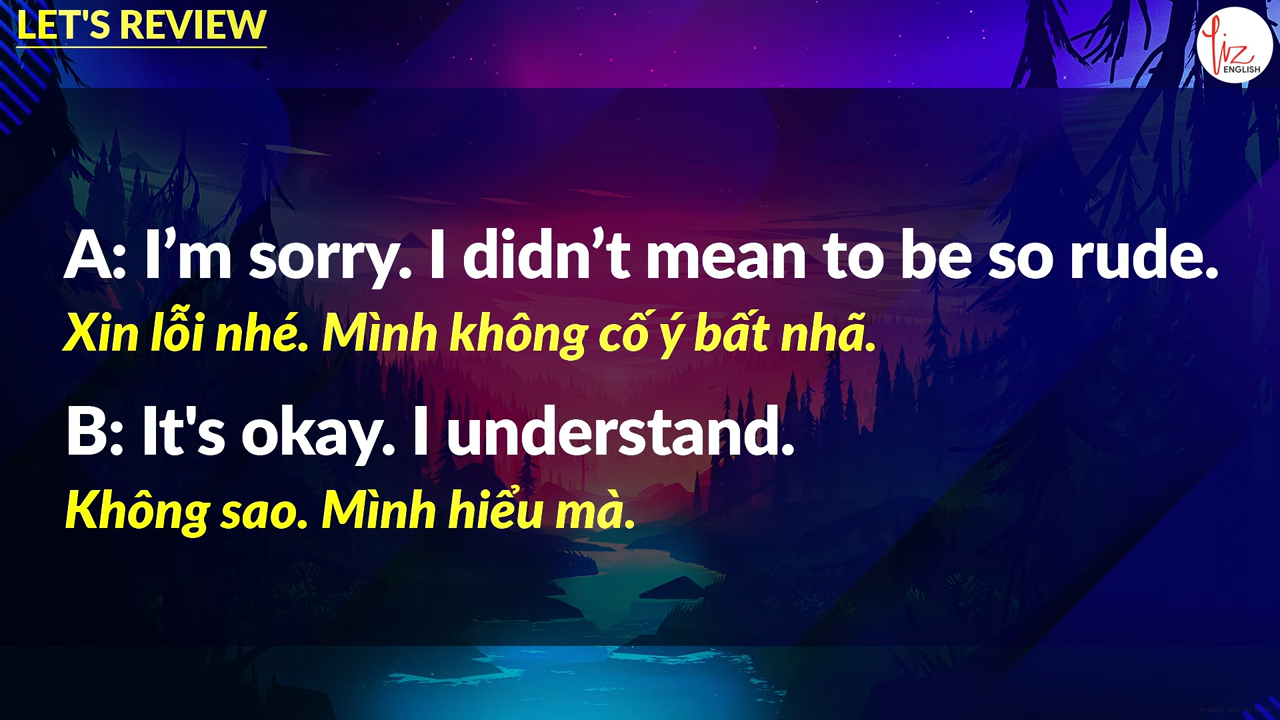 LET'S REVIEW
Liz
ENGLISH
A: I’m sorry. I didn’t mean to be so rude.
Xin lỗi nhé. Mình không cố ý bất nhã.
B: It's okay. I understand.
Không sao. Mình hiểu mà.